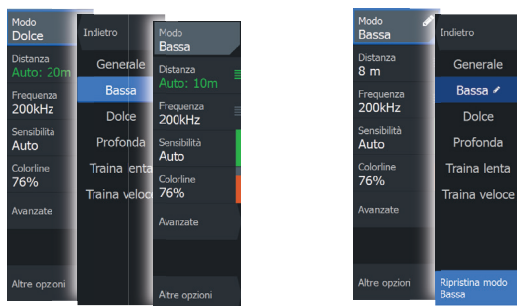 Modo
Dolce
Distanza
Auto: 20m
Frequenza
200kHz
Sensibilità
Auto
Colorline
76%
Avanzate
Altre opzoni
Indietro
Generale
Bassa
Dolce
Profonda
Traina lenta
Traina veloc
Modo
Bassa
Distanza
Auto: 10m
Frequenza
200kHz
Sensibilità
Auto
Colorline
76%
Avanzate
Altre opzioni
Modo
Bassa
Distanza
8 m
Frequenza
200kHz
Sensibilità
Auto
Colorline
76%
Avanzate
Altre opzion
Indietro
Generale
Bassa
Dolce
Profonda
Traina lenta
Traina veloce
Ripristina modo
Bassa